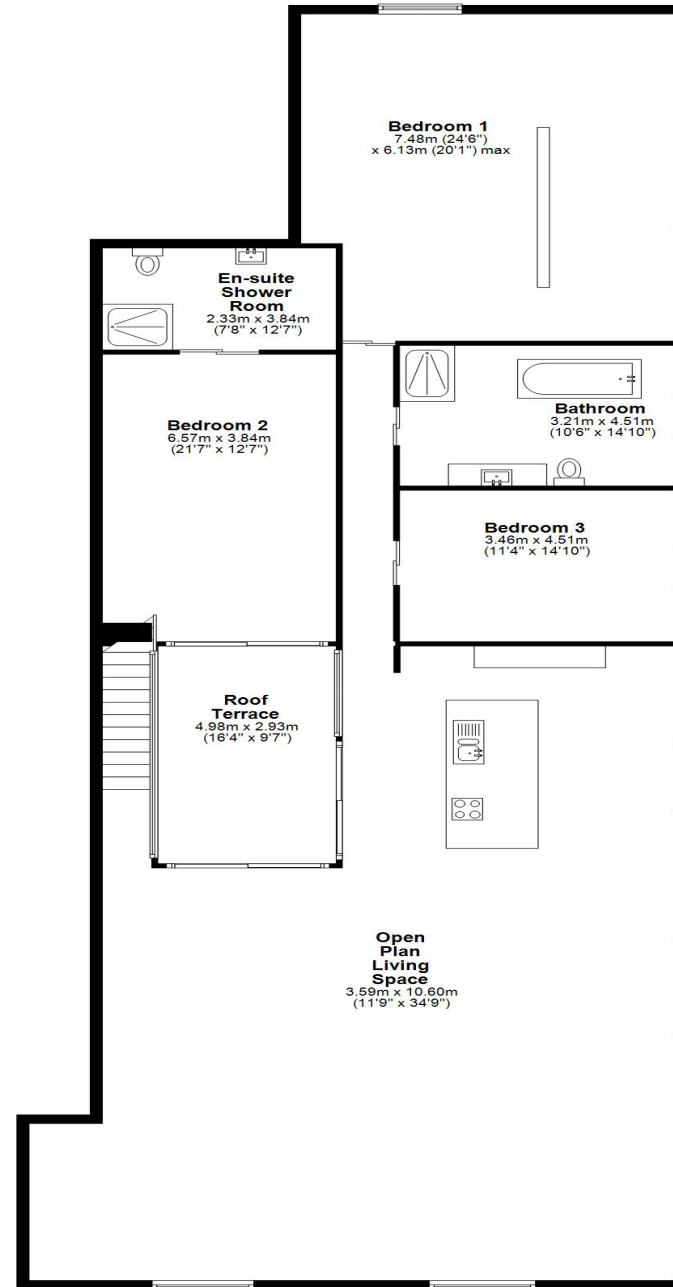 Bedroom 1
7.48m (24'6")
x 6.13m (20'1") max
En-suite
Shower
Room
2.33m x 3.84m
(7'8" x 12'7")
Bedroom 2
6.57m x 3.84m
(21'7" x 12'7")
Bathroom
3.21m x 4.51m
(10'6" x 14'10")
Bedroom 3
3.46m x 4.51m
(11'4" x 14'10")
Roof
Terrace
4.98m x 2.93m
(16'4" x 9'7")
Open
Plan
Living
Space
3.59m x 10.60m
(11'9" x 34'9")